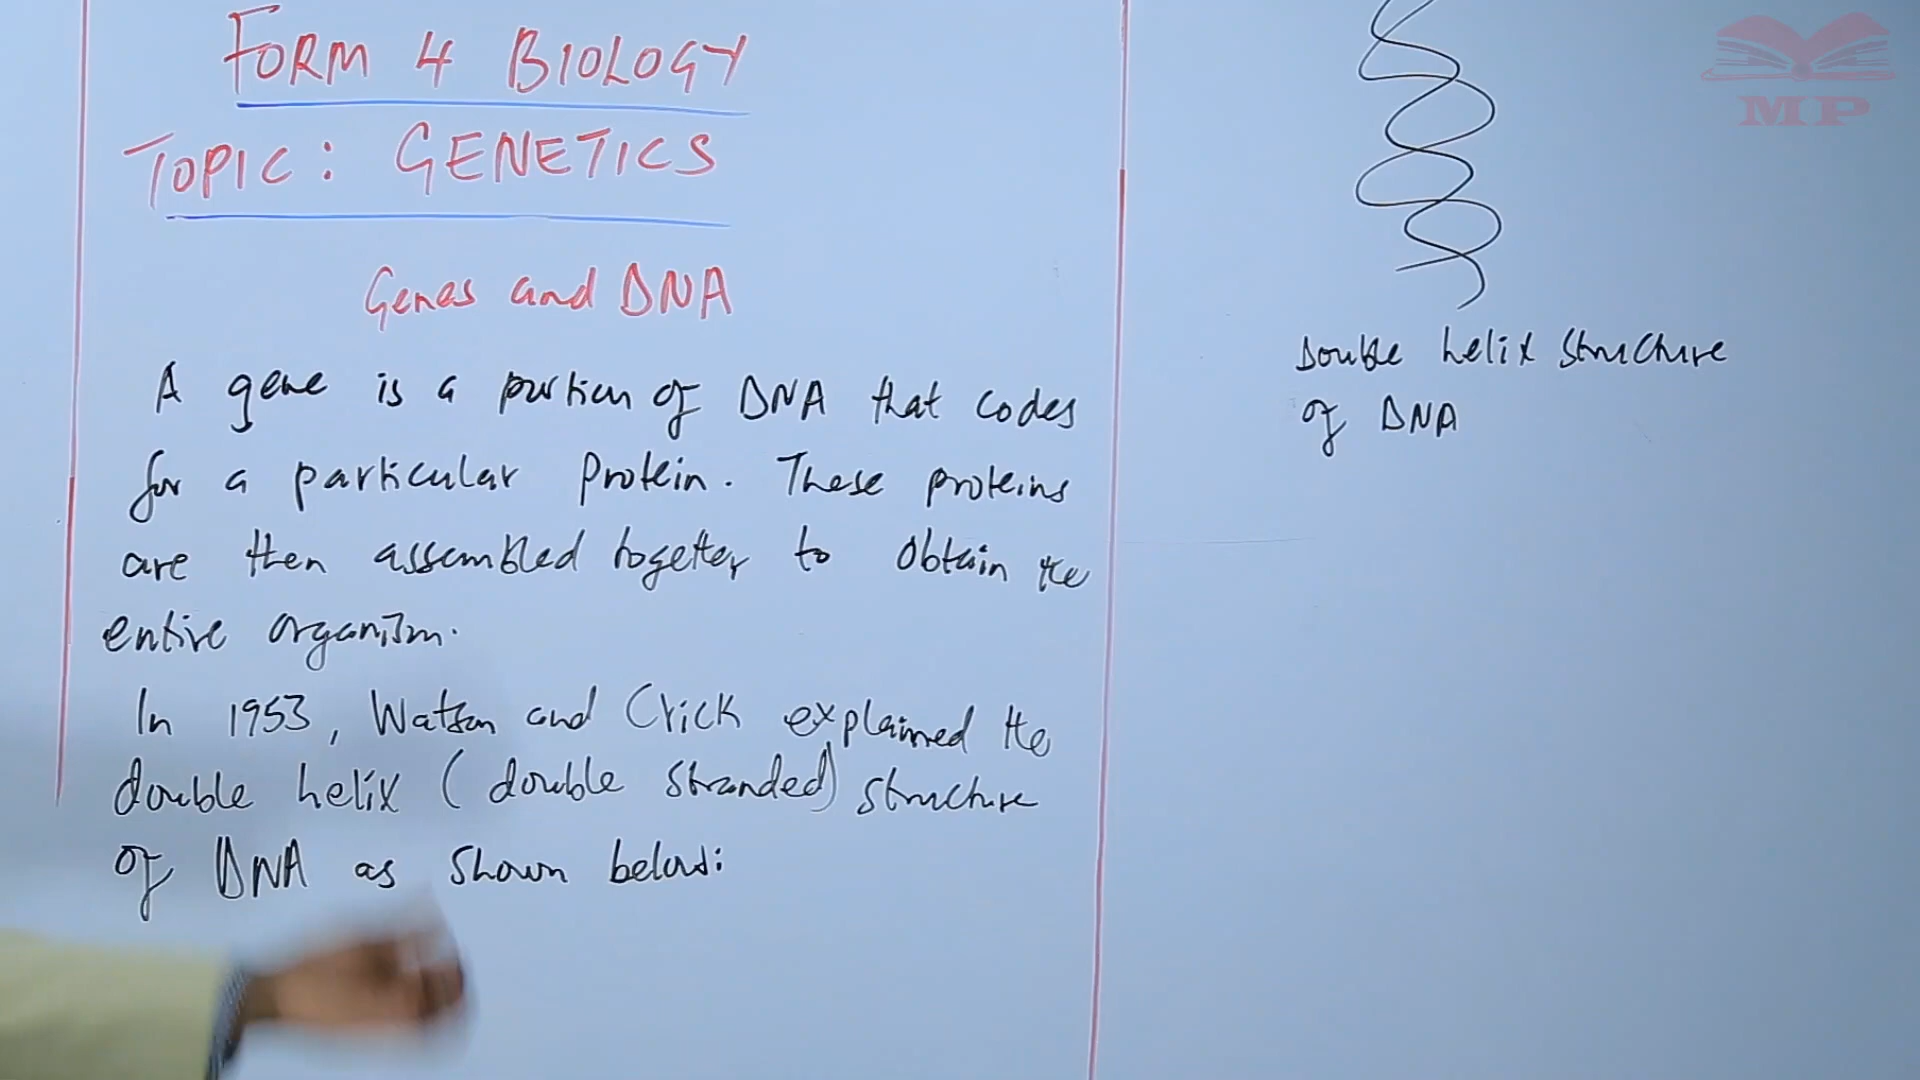 FORM 4 BIOLOGY
TOPIC: GENETICS
Genes and DNA
A gene is a portion of DNA that codes
for a particular protein. These proteins
are then assembled together to obtain the
entire organism.
In 1953, Watson and Crick explained the
double helix (double stranded) structure
of DNA as shown below:
Double helix structure
of DNA
MP